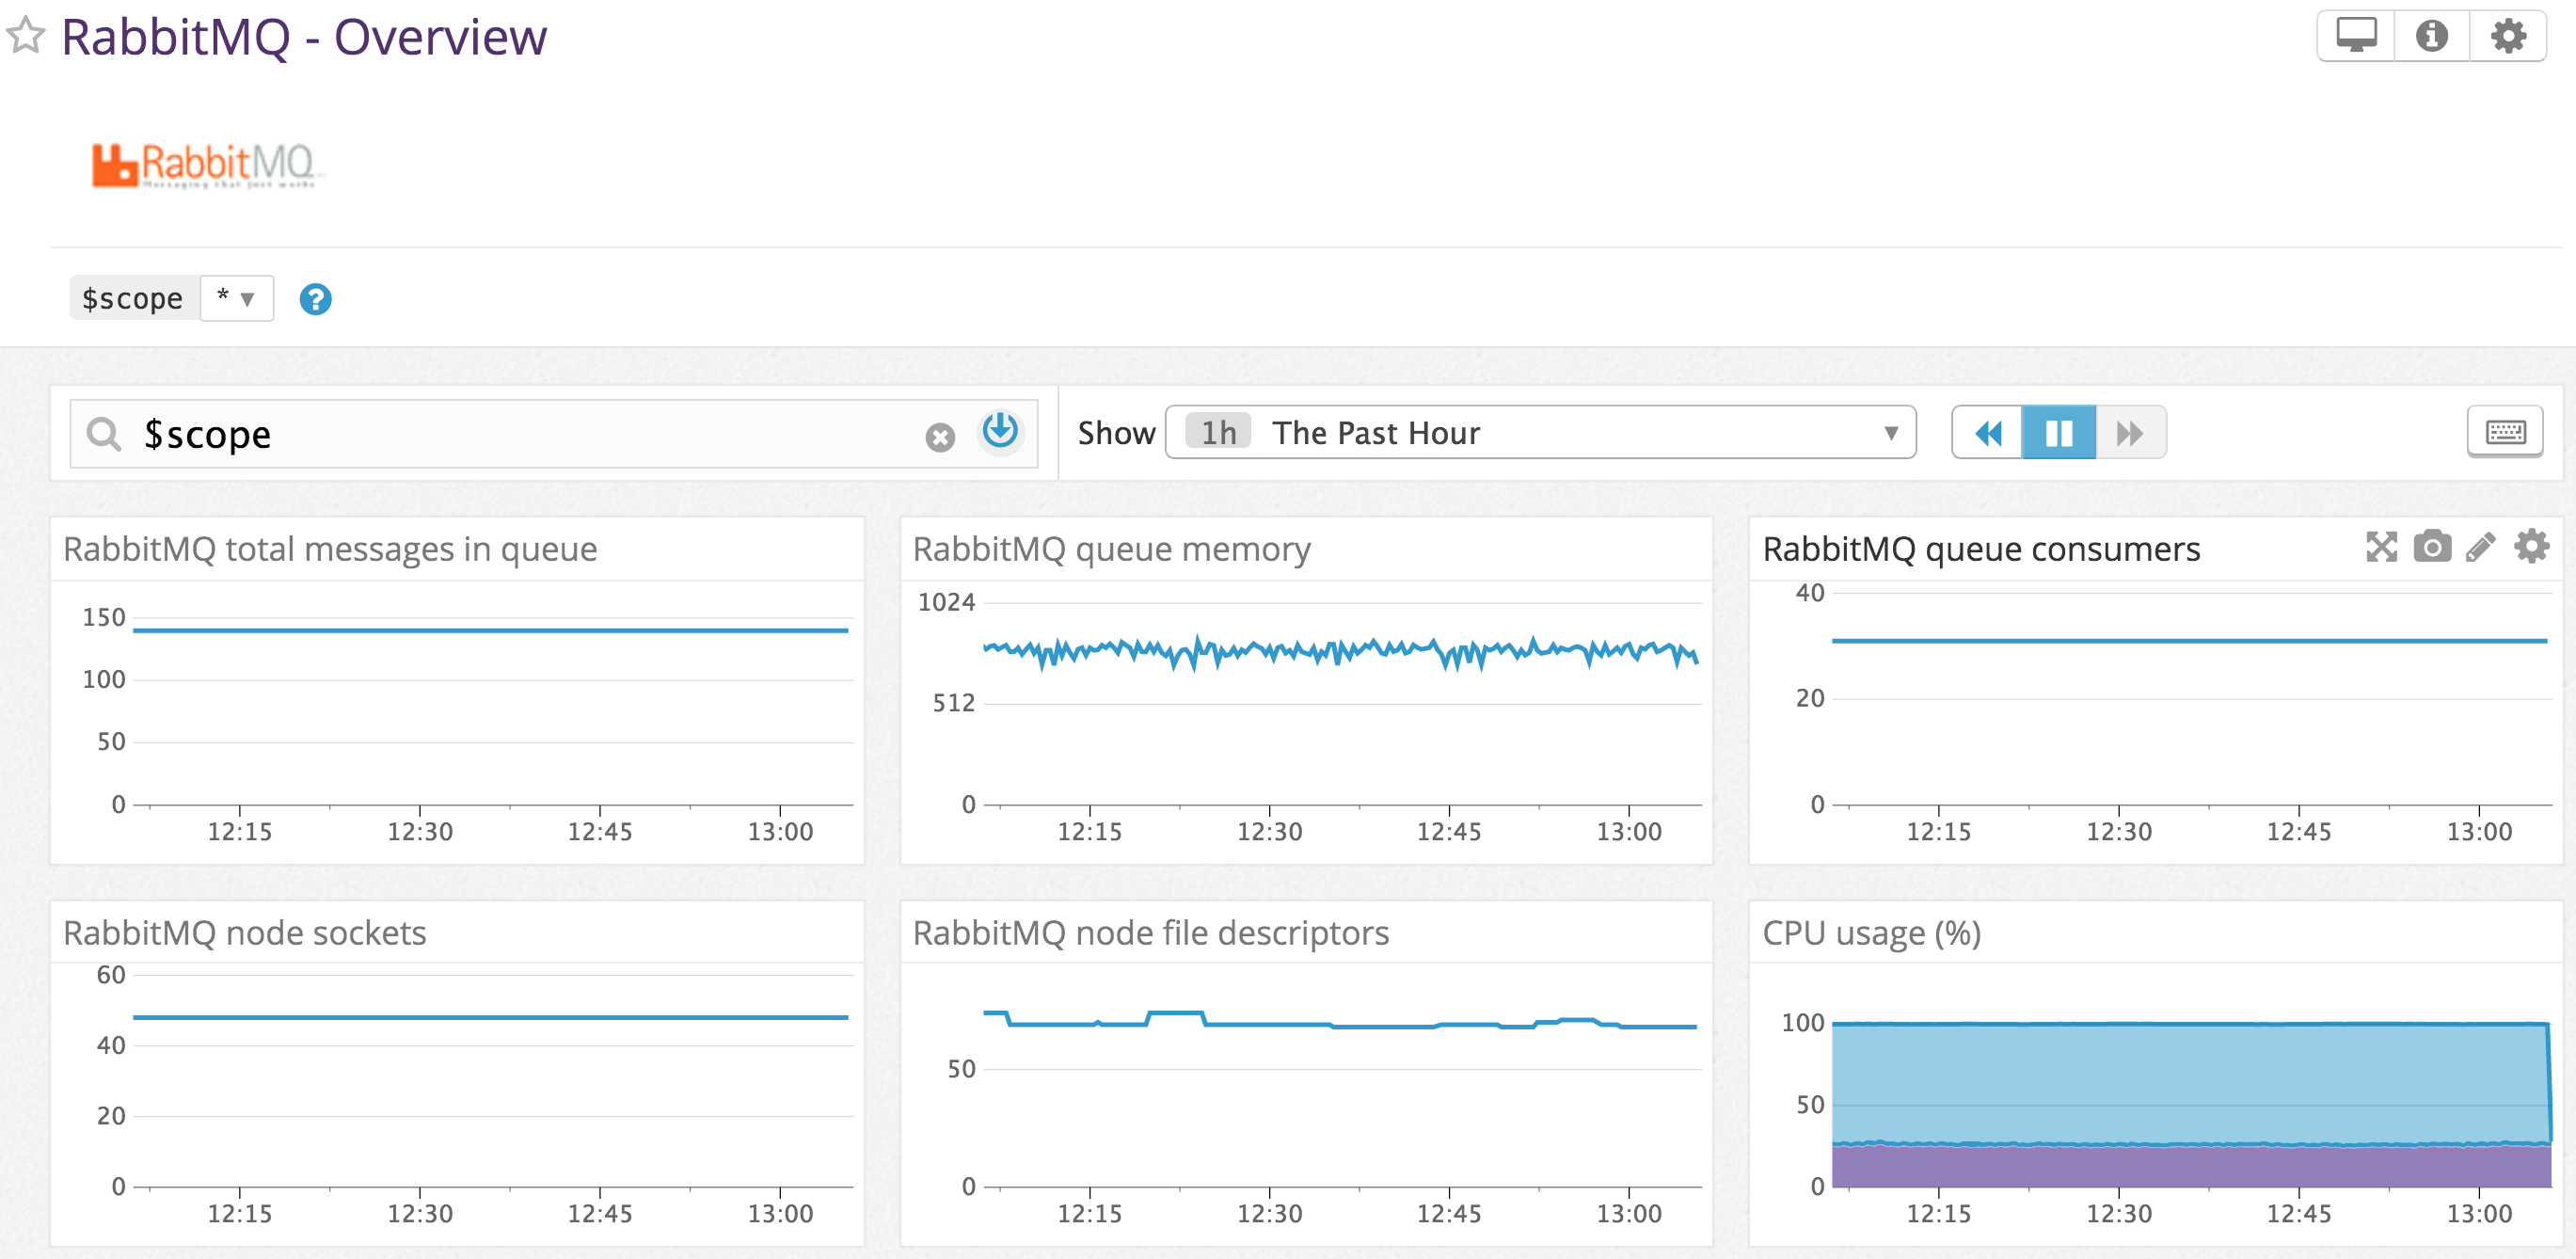 RabbitMQ - Overview
RabbitMQ
Messaging that just works
$scope * ▼ ?
$scope
Show 1h The Past Hour ▼
RabbitMQ total messages in queue
150
100
50
0
12:15 12:30 12:45 13:00
RabbitMQ queue memory
1024
512
0
12:15 12:30 12:45 13:00
RabbitMQ queue consumers
40
20
0
12:15 12:30 12:45 13:00
RabbitMQ node sockets
60
40
20
0
12:15 12:30 12:45 13:00
RabbitMQ node file descriptors
50
0
12:15 12:30 12:45 13:00
CPU usage (%)
100
50
0
12:15 12:30 12:45 13:00